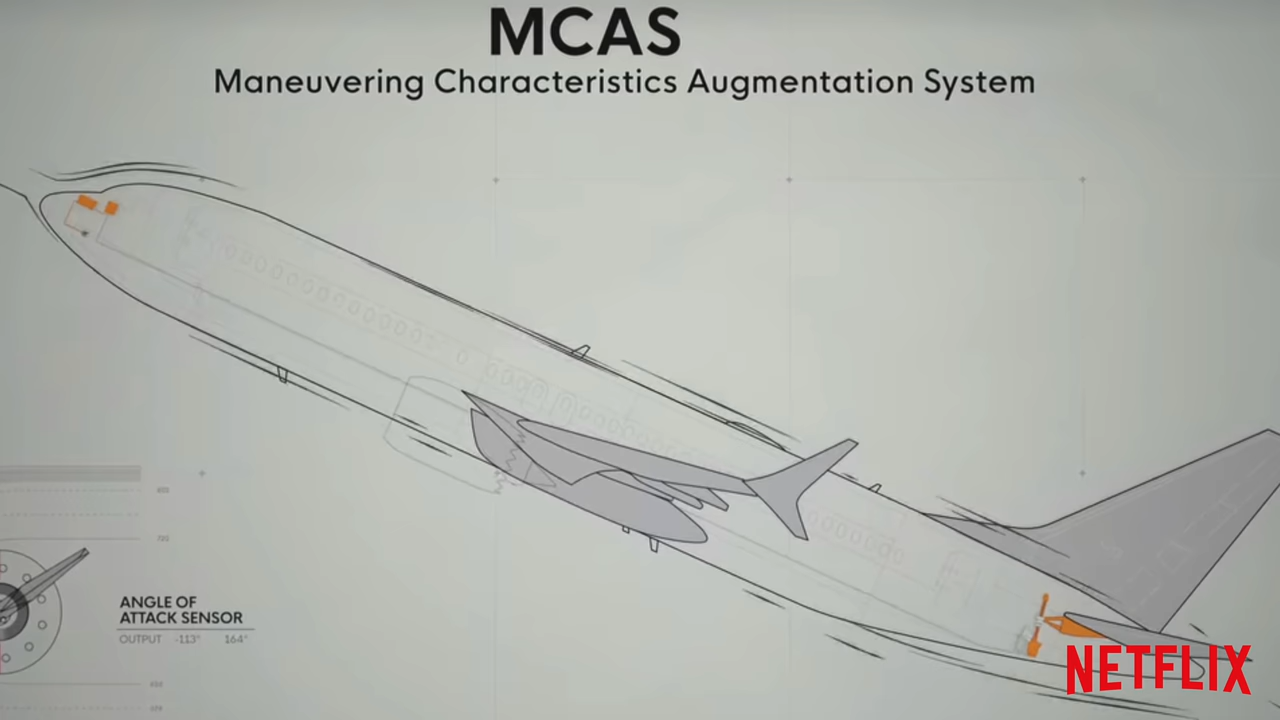 MCAS
Maneuvering Characteristics Augmentation System
ANGLE OF
ATTACK SENSOR
OUTPUT -113° 164°
NETFLIX